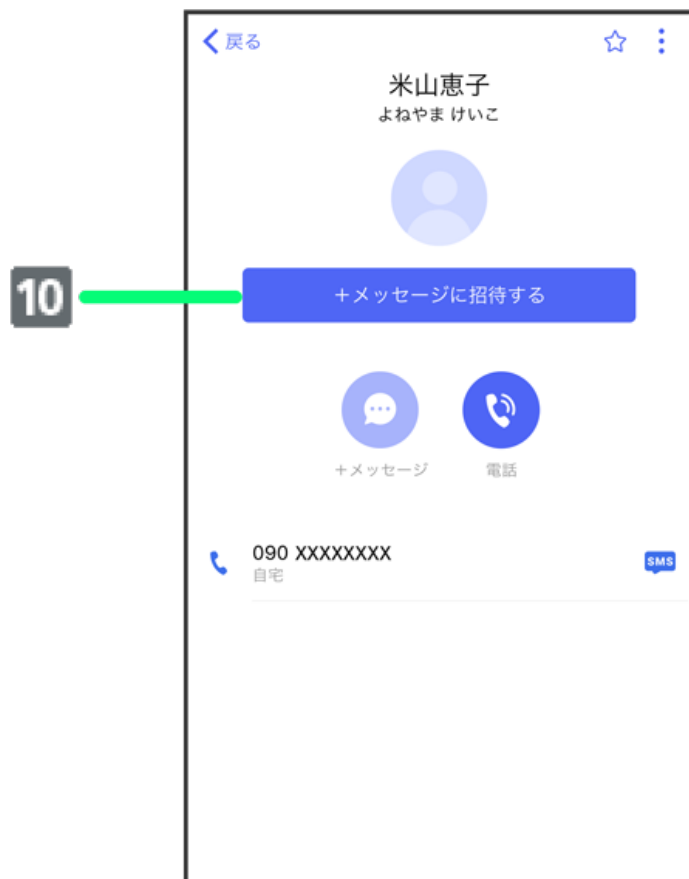 戻る
米山恵子
よねやま けいこ
10
+メッセージに招待する
+メッセージ
電話
090 XXXXXXXX
SMS
自宅